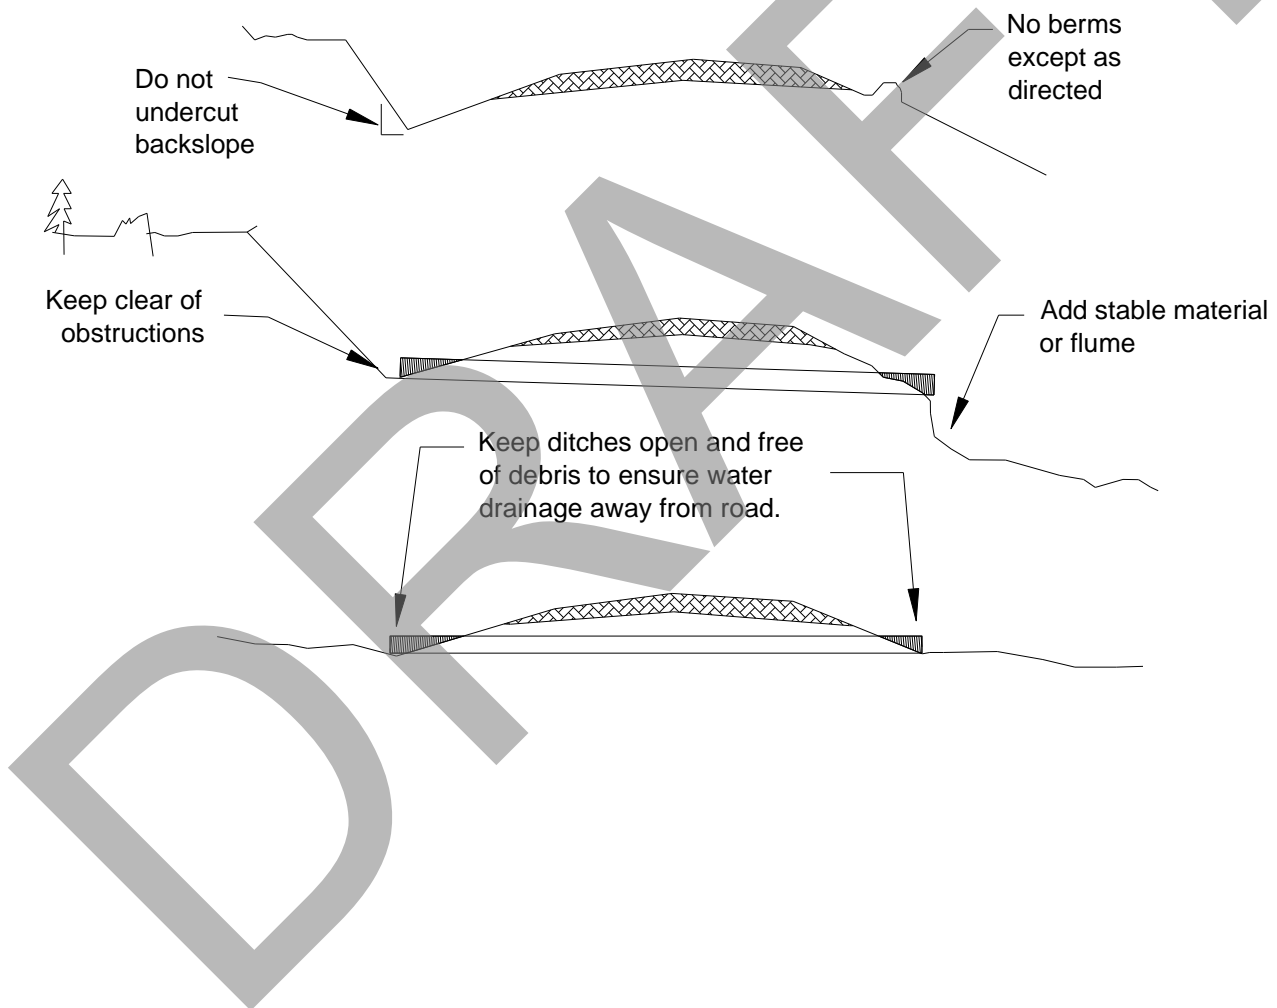 No berms
except as
directed
Do not
undercut
backslope
Keep clear of
obstructions
Add stable material
or flume
Keep ditches open and free
of debris to ensure water
drainage away from road.
DRAF